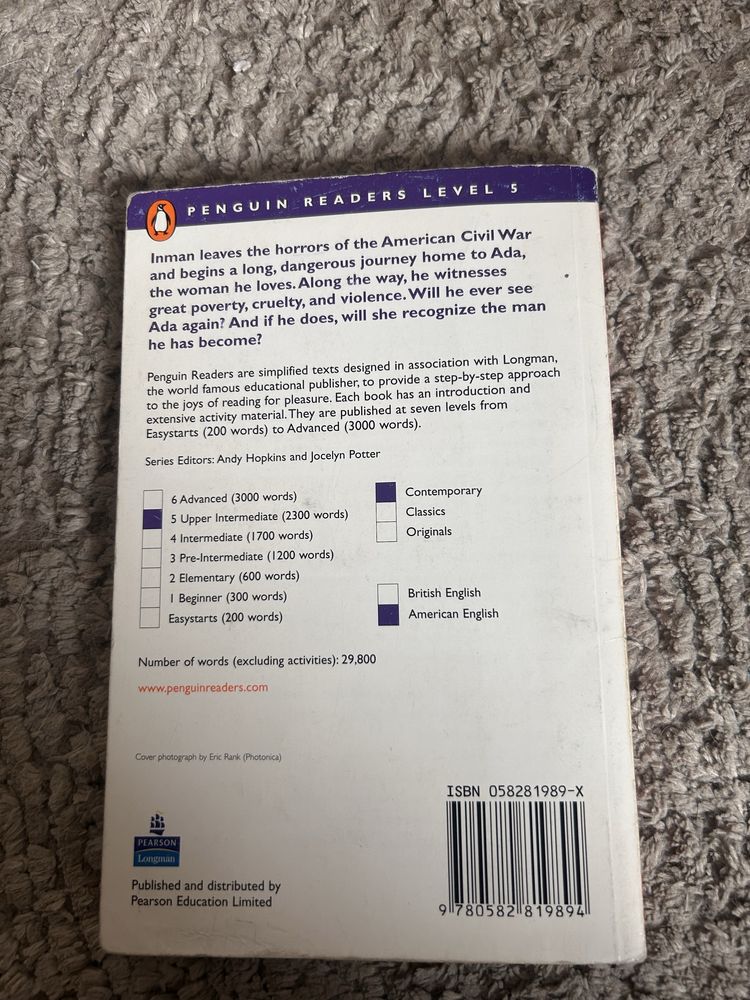 PENGUIN READERS LEVEL 5
Inman leaves the horrors of the American Civil War
and begins a long, dangerous journey home to Ada,
the woman he loves. Along the way, he witnesses
great poverty, cruelty, and violence. Will he ever see
Ada again? And if he does, will she recognize the man
he has become?
Penguin Readers are simplified texts designed in association with Longman,
the world famous educational publisher, to provide a step-by-step approach
to the joys of reading for pleasure. Each book has an introduction and
extensive activity material. They are published at seven levels from
Easystarts (200 words) to Advanced (3000 words).
Series Editors: Andy Hopkins and Jocelyn Potter
6 Advanced (3000 words)
5 Upper Intermediate (2300 words)
4 Intermediate (1700 words)
3 Pre-Intermediate (1200 words)
2 Elementary (600 words)
1 Beginner (300 words)
Easystarts (200 words)
Contemporary
Classics
Originals
British English
American English
Number of words (excluding activities): 29,800
www.penguinreaders.com
Cover photograph by Eric Rank (Photonica)
PEARSON
Longman
Published and distributed by
Pearson Education Limited
ISBN 058281989-X
9 780582 819894